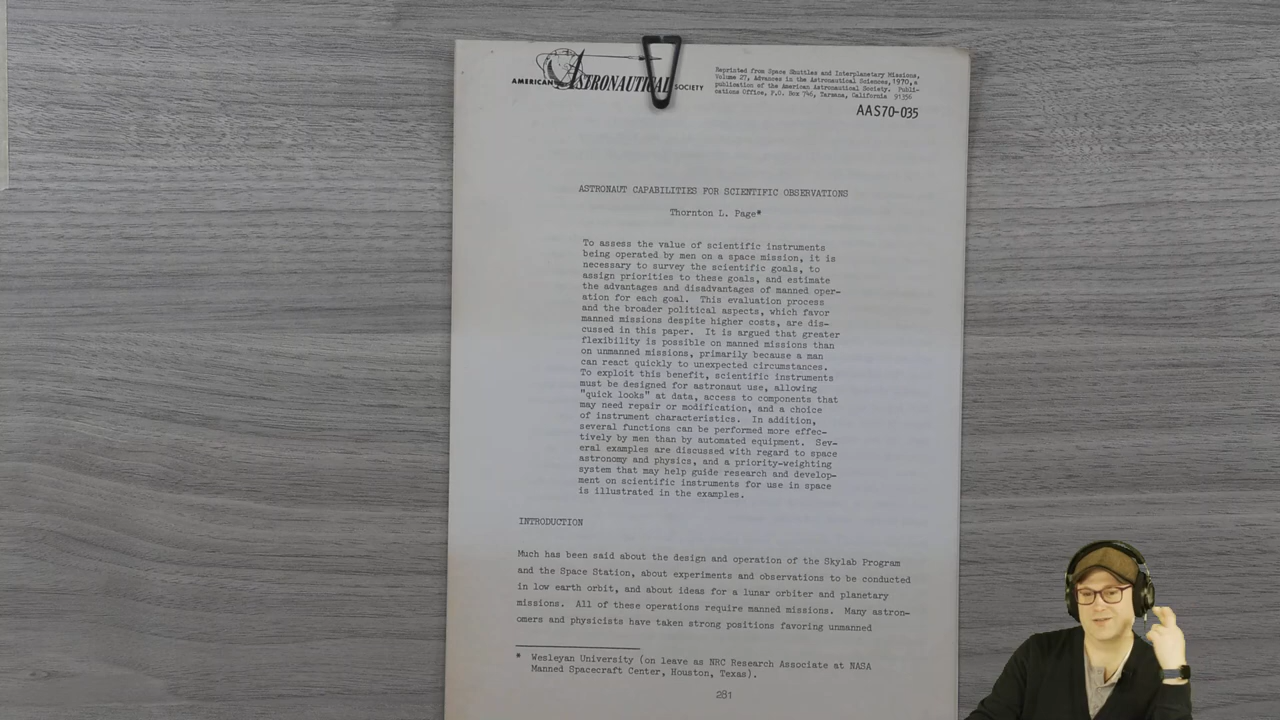 AMERICAN ASTRONAUTICAL SOCIETY
Reprinted from Space Shuttles and Interplanetary Missions,
Volume 27, Advances in the Astronautical Sciences, 1970, a
publication of the American Astronautical Society. Publi-
cations Office, P.O. Box 746, Tarzana, California 91356
AAS70-035
ASTRONAUT CAPABILITIES FOR SCIENTIFIC OBSERVATIONS
Thornton L. Page*
To assess the value of scientific instruments
being operated by men on a space mission, it is
necessary to survey the scientific goals, to
assign priorities to these goals, and estimate
the advantages and disadvantages of manned oper-
ation for each goal. This evaluation process
and the broader political aspects, which favor
manned missions despite higher costs, are dis-
cussed in this paper. It is argued that greater
flexibility is possible on manned missions than
on unmanned missions, primarily because a man
can react quickly to unexpected circumstances.
To exploit this benefit, scientific instruments
must be designed for astronaut use, allowing
"quick looks" at data, access to components that
may need repair or modification, and a choice
of instrument characteristics. In addition,
several functions can be performed more effec-
tively by men than by automated equipment. Sev-
eral examples are discussed with regard to space
astronomy and physics, and a priority-weighting
system that may help guide research and develop-
ment on scientific instruments for use in space
is illustrated in the examples.
INTRODUCTION
Much has been said about the design and operation of the Skylab Program
and the Space Station, about experiments and observations to be conducted
in low earth orbit, and about ideas for a lunar orbiter and planetary
missions. All of these operations require manned missions. Many astron-
omers and physicists have taken strong positions favoring unmanned
* Wesleyan University (on leave as NRC Research Associate at NASA
Manned Spacecraft Center, Houston, Texas).
281